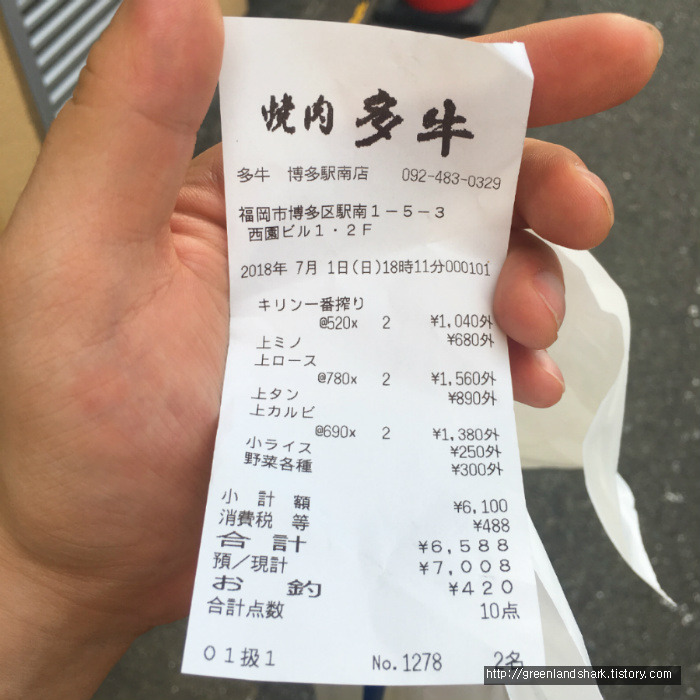 焼肉 多牛
多牛 博多駅南店 092-483-0329
福岡市博多区駅南1-5-3
西園ビル1・2F
2018年 7月 1日(日)18時11分000101
キリン一番搾り
@520x 2 ¥1,040外
上ミノ ¥680外
上ロース
@780x 2 ¥1,560外
上タン ¥890外
上カルビ
@690x 2 ¥1,380外
小ライス ¥250外
野菜各種 ¥300外
小 計 額 ¥6,100
消費税 等 ¥488
合 計 ¥6,588
預/現計 ¥7,008
お 釣 ¥420
合計点数 10点
01扱1 No.1278 2名
http://greenlandshark.tistory.com